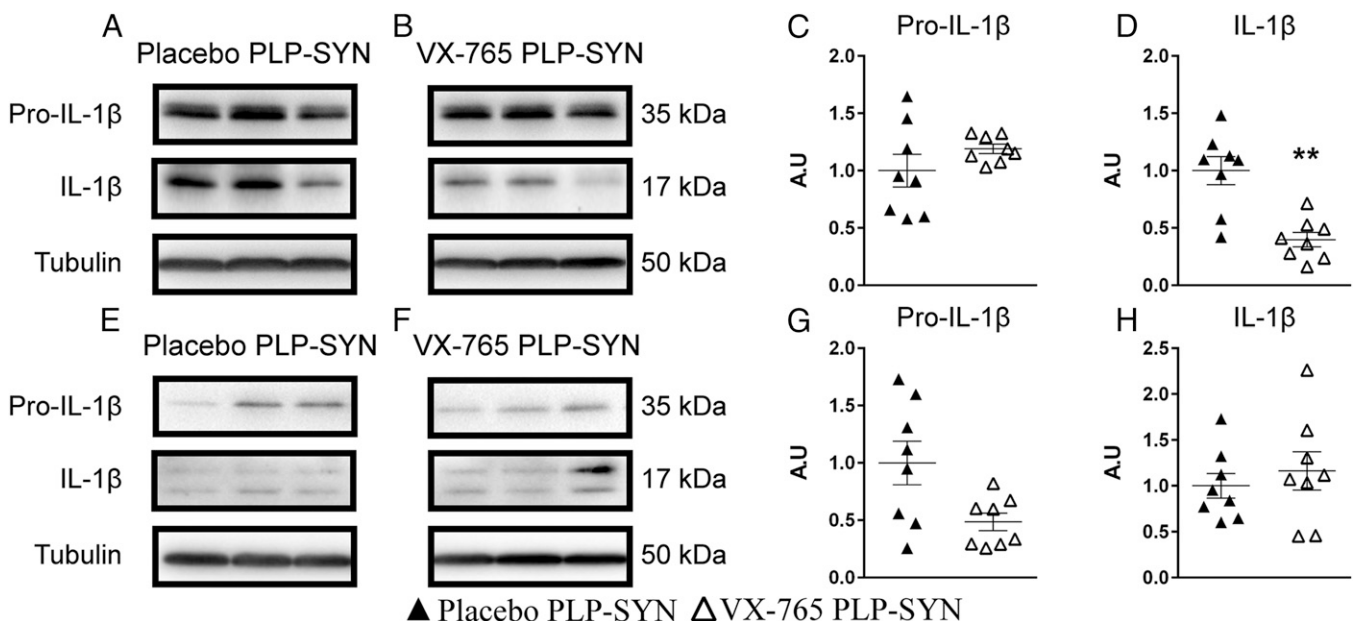 A
Placebo PLP-SYN
Pro-IL-1β
IL-1β
Tubulin
B
VX-765 PLP-SYN
35 kDa
17 kDa
50 kDa
C
Pro-IL-1β
A.U
2.0
1.5
1.0
0.5
0.0
D
IL-1β
A.U
2.0
1.5
1.0
0.5
0.0
**
E
Placebo PLP-SYN
Pro-IL-1β
IL-1β
Tubulin
F
VX-765 PLP-SYN
35 kDa
17 kDa
50 kDa
G
Pro-IL-1β
A.U
2.0
1.5
1.0
0.5
0.0
H
IL-1β
A.U
2.5
2.0
1.5
1.0
0.5
0.0
▲ Placebo PLP-SYN △ VX-765 PLP-SYN